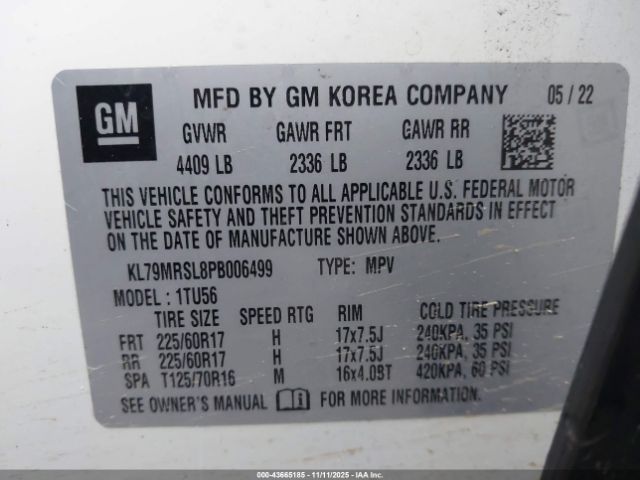 GM
MFD BY GM KOREA COMPANY 05 / 22
GVWR GAWR FRT GAWR RR
4409 LB 2336 LB 2336 LB
THIS VEHICLE CONFORMS TO ALL APPLICABLE U.S. FEDERAL MOTOR
VEHICLE SAFETY AND THEFT PREVENTION STANDARDS IN EFFECT
ON THE DATE OF MANUFACTURE SHOWN ABOVE.
KL79MRSL8PB006499 TYPE: MPV
MODEL : 1TU56
TIRE SIZE SPEED RTG RIM COLD TIRE PRESSURE
FRT 225/60R17 H 17x7.5J 240KPA, 35 PSI
RR 225/60R17 H 17x7.5J 240KPA, 35 PSI
SPA T125/70R16 M 16x4.0BT 420KPA, 60 PSI
SEE OWNER'S MANUAL FOR MORE INFORMATION.
000-43665185 - 11/11/2025 - IAAI.CA